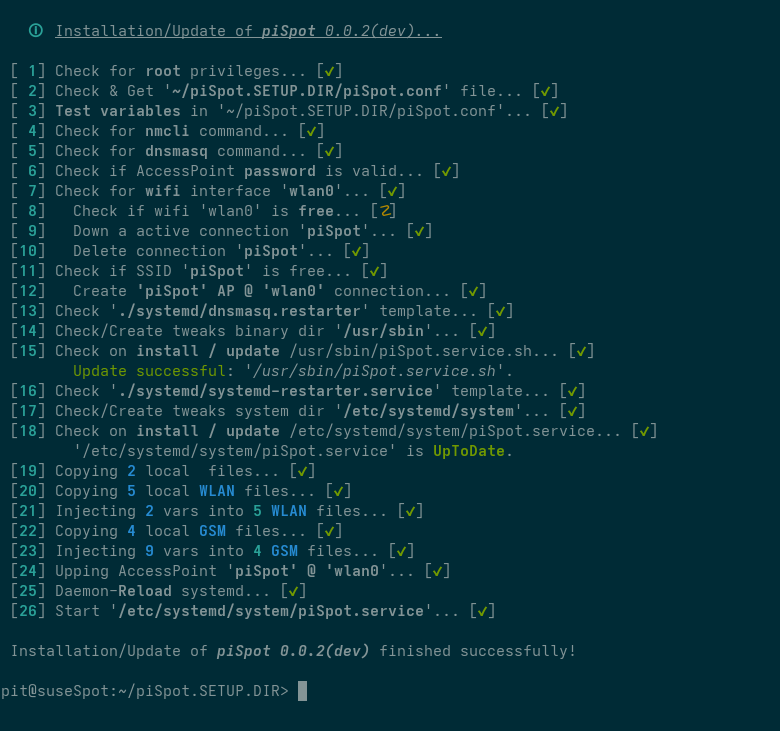 🛈 Installation/Update of piSpot 0.0.2(dev)...
[ 1] Check for root privileges... [✔]
[ 2] Check & Get '~/piSpot.SETUP.DIR/piSpot.conf' file... [✔]
[ 3] Test variables in '~/piSpot.SETUP.DIR/piSpot.conf'... [✔]
[ 4] Check for nmcli command... [✔]
[ 5] Check for dnsmasq command... [✔]
[ 6] Check if AccessPoint password is valid... [✔]
[ 7] Check for wifi interface 'wlan0'... [✔]
[ 8]   Check if wifi 'wlan0' is free... [☡]
[ 9]   Down a active connection 'piSpot'... [✔]
[10]   Delete connection 'piSpot'... [✔]
[11] Check if SSID 'piSpot' is free... [✔]
[12]   Create 'piSpot' AP @ 'wlan0' connection... [✔]
[13] Check './systemd/dnsmasq.restarter' template... [✔]
[14] Check/Create tweaks binary dir '/usr/sbin'... [✔]
[15] Check on install / update /usr/sbin/piSpot.service.sh... [✔]
Update successful: '/usr/sbin/piSpot.service.sh'.
[16] Check './systemd/systemd-restarter.service' template... [✔]
[17] Check/Create tweaks system dir '/etc/systemd/system'... [✔]
[18] Check on install / update /etc/systemd/system/piSpot.service... [✔]
'/etc/systemd/system/piSpot.service' is UpToDate.
[19] Copying 2 local  files... [✔]
[20] Copying 5 local WLAN files... [✔]
[21] Injecting 2 vars into 5 WLAN files... [✔]
[22] Copying 4 local GSM files... [✔]
[23] Injecting 9 vars into 4 GSM files... [✔]
[24] Upping AccessPoint 'piSpot' @ 'wlan0'... [✔]
[25] Daemon-Reload systemd... [✔]
[26] Start '/etc/systemd/system/piSpot.service'... [✔]
Installation/Update of piSpot 0.0.2(dev) finished successfully!
pit@suseSpot:~/piSpot.SETUP.DIR>